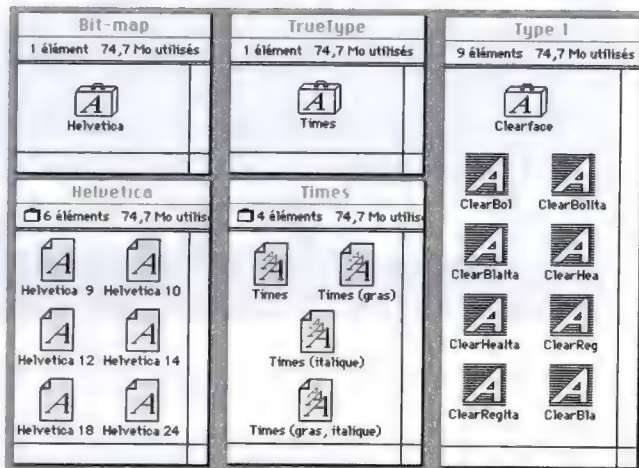 Bit-map
1 élément 74,7 Mo utilisés
Helvetica
TrueType
1 élément 74,7 Mo utilisés
Times
Type 1
9 éléments 74,7 Mo utilisés
Clearface
ClearBol ClearBolIta
ClearBlaIta ClearHea
ClearHeaIta ClearReg
ClearRegIta ClearBla
Helvetica
6 éléments 74,7 Mo utilis
Helvetica 9 Helvetica 10
Helvetica 12 Helvetica 14
Helvetica 18 Helvetica 24
Times
4 éléments 74,7 Mo utilis
Times Times (gras)
Times (italique)
Times (gras, italique)